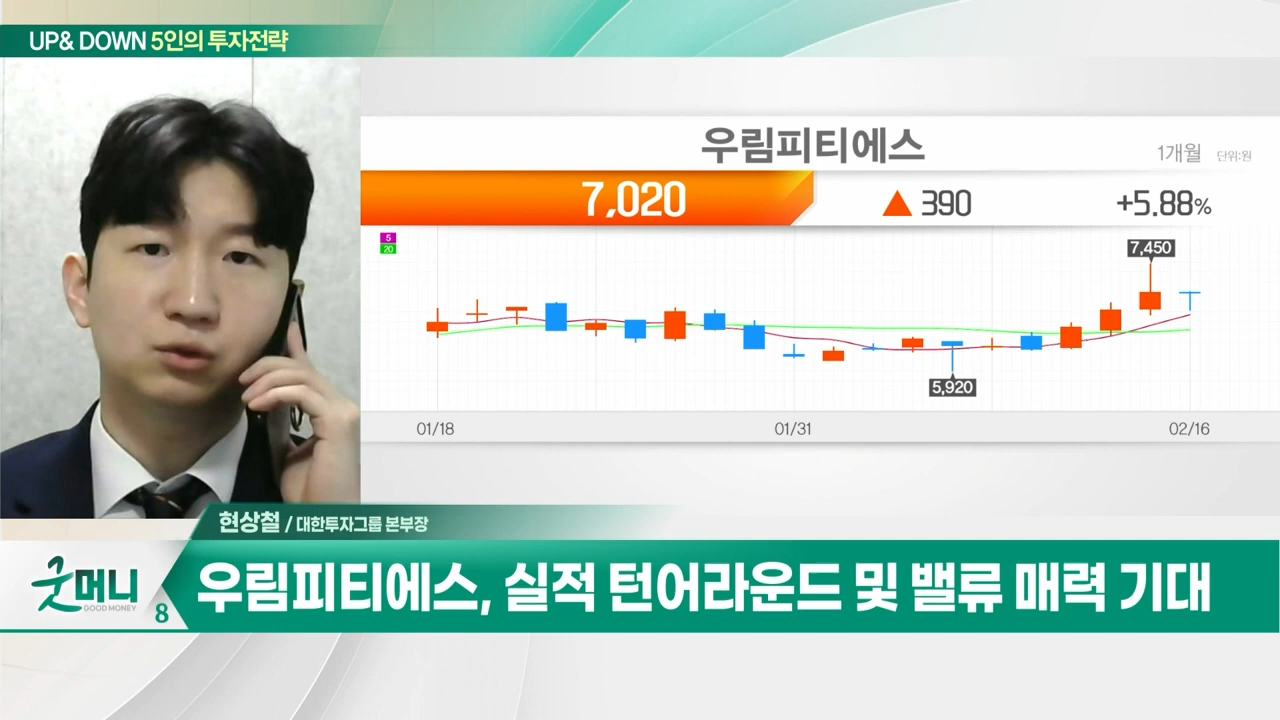 UP& DOWN 5인의 투자전략
우림피티에스
1개월 단위:원
7,020 ▲ 390 +5.88%
5
20
7,450
5,920
01/18 01/31 02/16
현상철 / 대한투자그룹 본부장
굿머니
GOOD MONEY
8
우림피티에스, 실적 턴어라운드 및 밸류 매력 기대